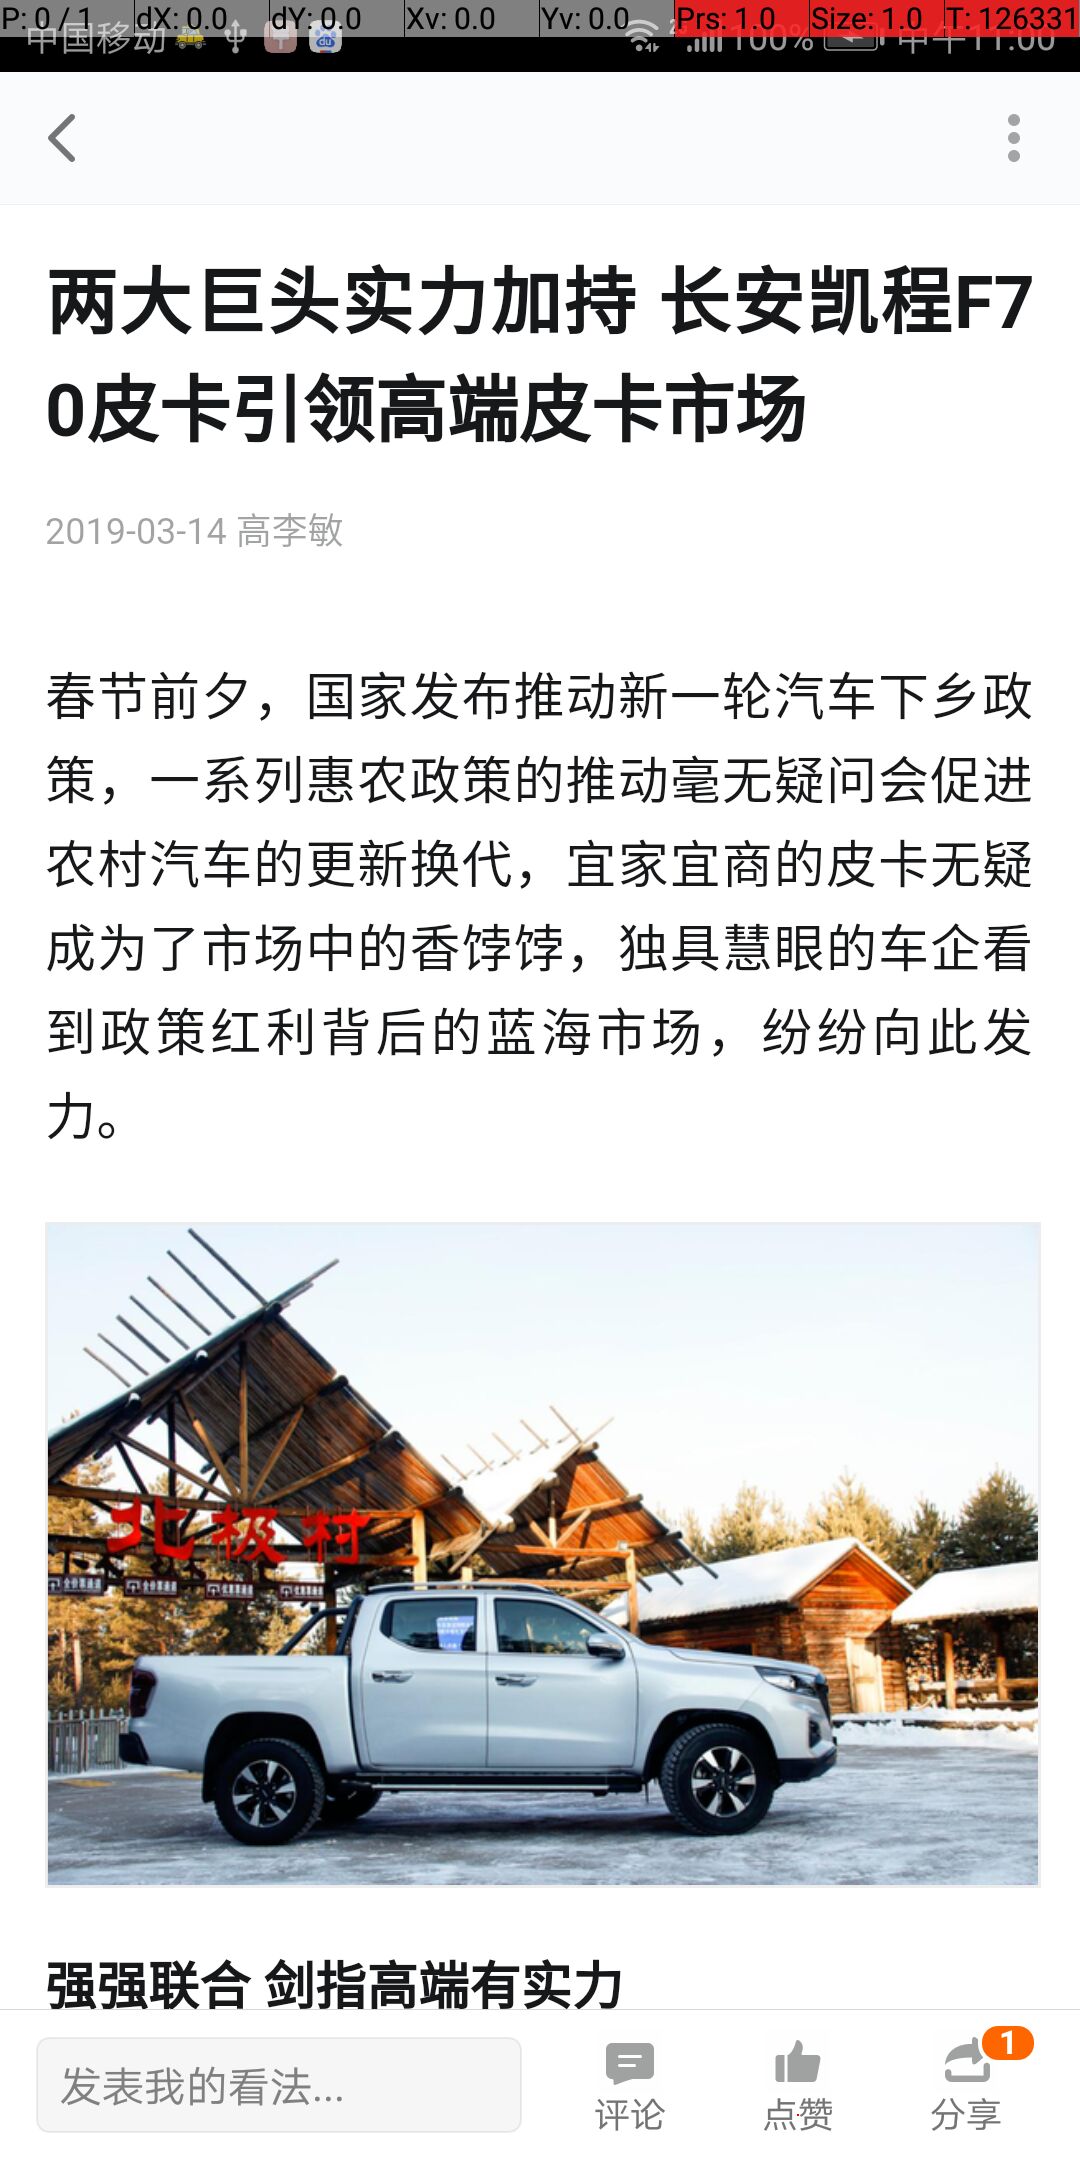 P: 0 / 1 dX: 0.0 dY: 0.0 Xv: 0.0 Yv: 0.0 Prs: 1.0 Size: 1.0 T: 126331
中国移动 100% 中午11:00
两大巨头实力加持 长安凯程F7
0皮卡引领高端皮卡市场
2019-03-14 高李敏
春节前夕，国家发布推动新一轮汽车下乡政
策，一系列惠农政策的推动毫无疑问会促进
农村汽车的更新换代，宜家宜商的皮卡无疑
成为了市场中的香饽饽，独具慧眼的车企看
到政策红利背后的蓝海市场，纷纷向此发
力。
北极村
强强联合 剑指高端有实力
发表我的看法...
评论
点赞
1
分享